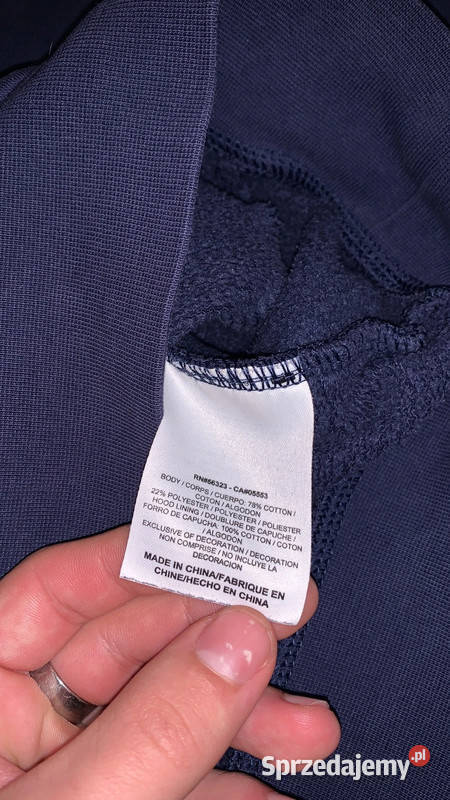 RN#56323 - CA#05553
BODY / CORPS / CUERPO: 78% COTTON /
COTON / ALGODON
22% POLYESTER / POLYESTER / POLIESTER
HOOD LINING / DOUBLURE DE CAPUCHE /
FORRO DE CAPUCHA: 100% COTTON / COTON
/ ALGODON
EXCLUSIVE OF DECORATION / DECORATION
NON COMPRISE / NO INCLUYE LA
DECORACION
MADE IN CHINA/FABRIQUE EN
CHINE/HECHO EN CHINA
Sprzedajemy.pl